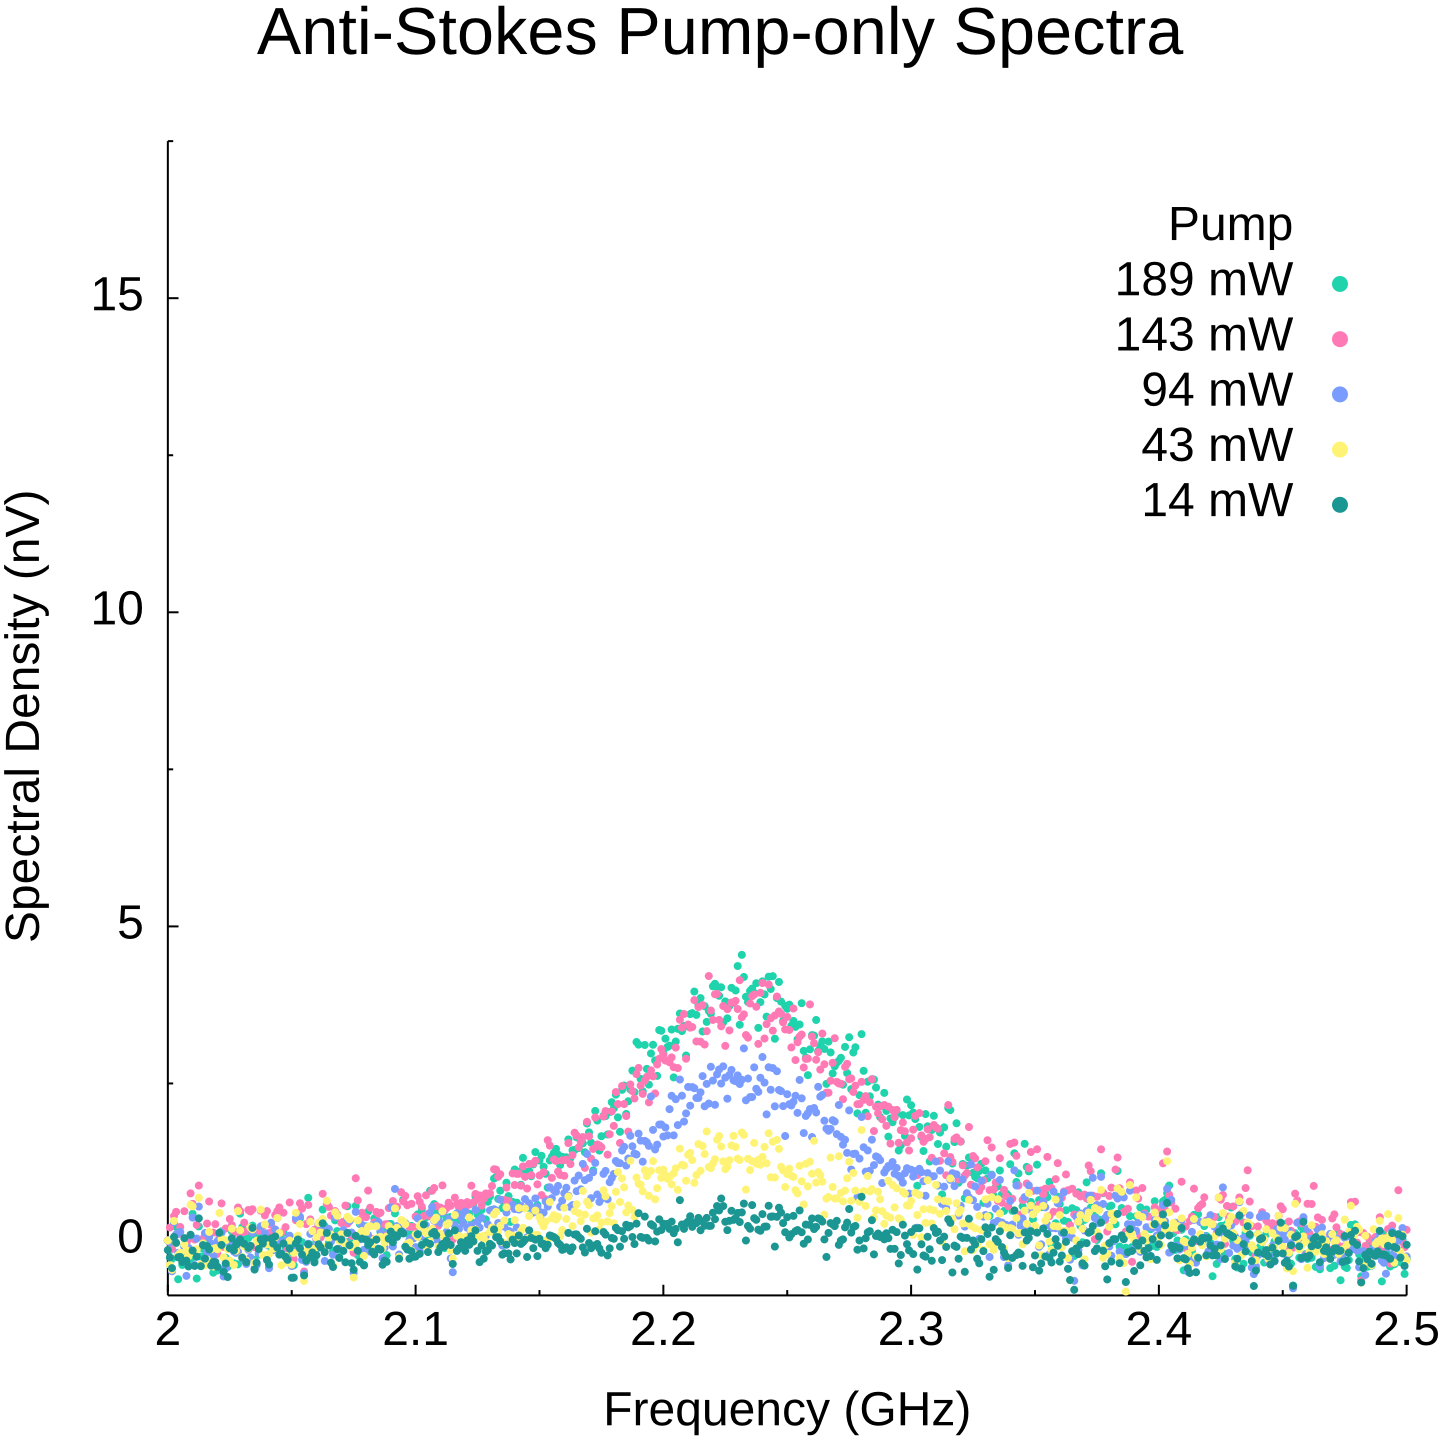 Anti-Stokes Pump-only Spectra
Pump
189 mW
143 mW
94 mW
43 mW
14 mW
15
10
5
0
Spectral Density (nV)
2 2.1 2.2 2.3 2.4 2.5
Frequency (GHz)